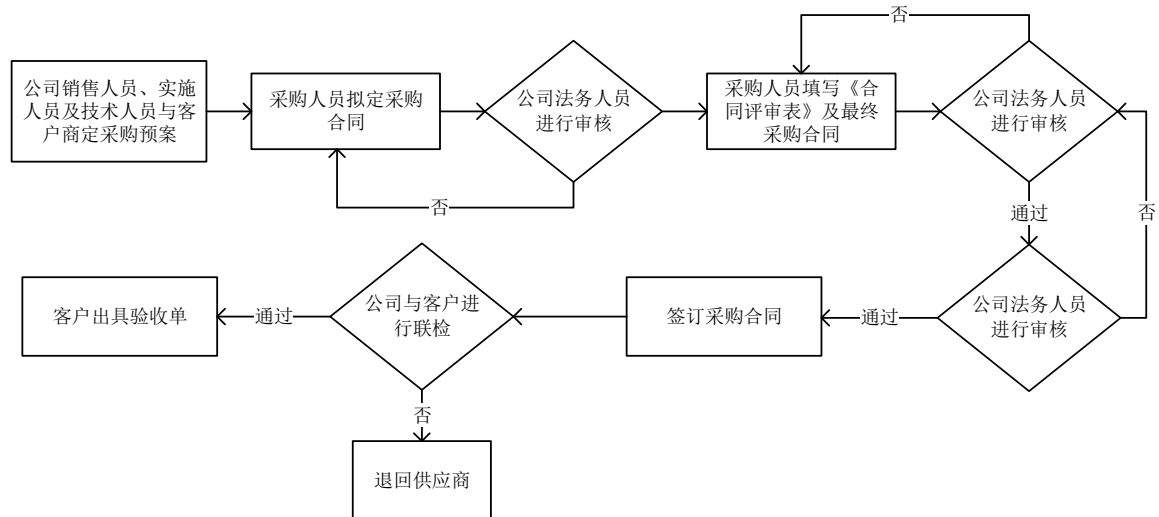 否
公司销售人员、实施
人员及技术人员与客
户商定采购预案
采购人员拟定采购
合同
公司法务人员
进行审核
采购人员填写《合
同评审表》及最终
采购合同
公司法务人员
进行审核
否
通过
否
客户出具验收单
通过
公司与客户进
行联检
签订采购合同
通过
公司法务人员
进行审核
否
退回供应商